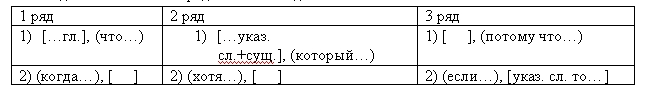 1 ряд 2 ряд 3 ряд
1) […гл.], (что…) 1) […указ. 1) [ ], (потому что…)
сл.+сущ.], (который…)
2) (когда…), [ ] 2) (хотя…), [ ] 2) (если…), [указ. сл. то…]